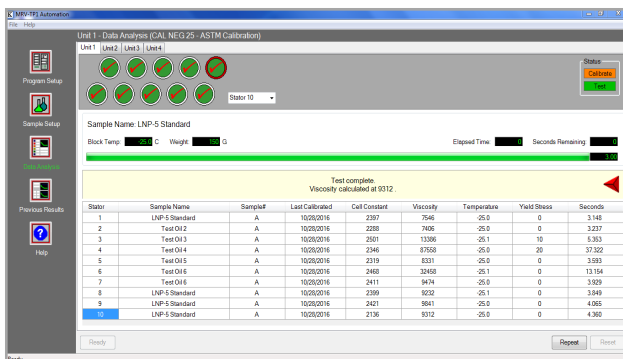 MRV-TP1 Automation
File Help
Unit 1 - Data Analysis (CAL NEG 25 - ASTM Calibration)
Unit 1 Unit 2 Unit 3 Unit 4
Status
Calibrate
Test
Stator 10
Program Setup
Sample Setup
Data Analysis
Previous Results
Help
Sample Name: LNP-5 Standard
Block Temp: -25.0 C Weight: 150 G Elapsed Time: 0 Seconds Remaining: 0
3.00
Test complete.
Viscosity calculated at 9312 .
Stator Sample Name Sample# Last Calibrated Cell Constant Viscosity Temperature Yield Stress Seconds
1 LNP-5 Standard A 10/28/2016 2397 7546 -25.0 0 3.148
2 Test Oil 2 A 10/28/2016 2288 7406 -25.0 0 3.237
3 Test Oil 3 A 10/28/2016 2501 13386 -25.1 10 5.353
4 Test Oil 4 A 10/28/2016 2346 87558 -25.0 20 37.322
5 Test Oil 5 A 10/28/2016 2319 8331 -25.0 0 3.593
6 Test Oil 6 A 10/28/2016 2468 32458 -25.1 0 13.154
7 Test Oil 6 A 10/28/2016 2411 9474 -25.0 0 3.929
8 LNP-5 Standard A 10/28/2016 2399 9232 -25.1 0 3.849
9 LNP-5 Standard A 10/28/2016 2421 9841 -25.0 0 4.065
10 LNP-5 Standard A 10/28/2016 2136 9312 -25.0 0 4.360
Ready Repeat Reset
Ready